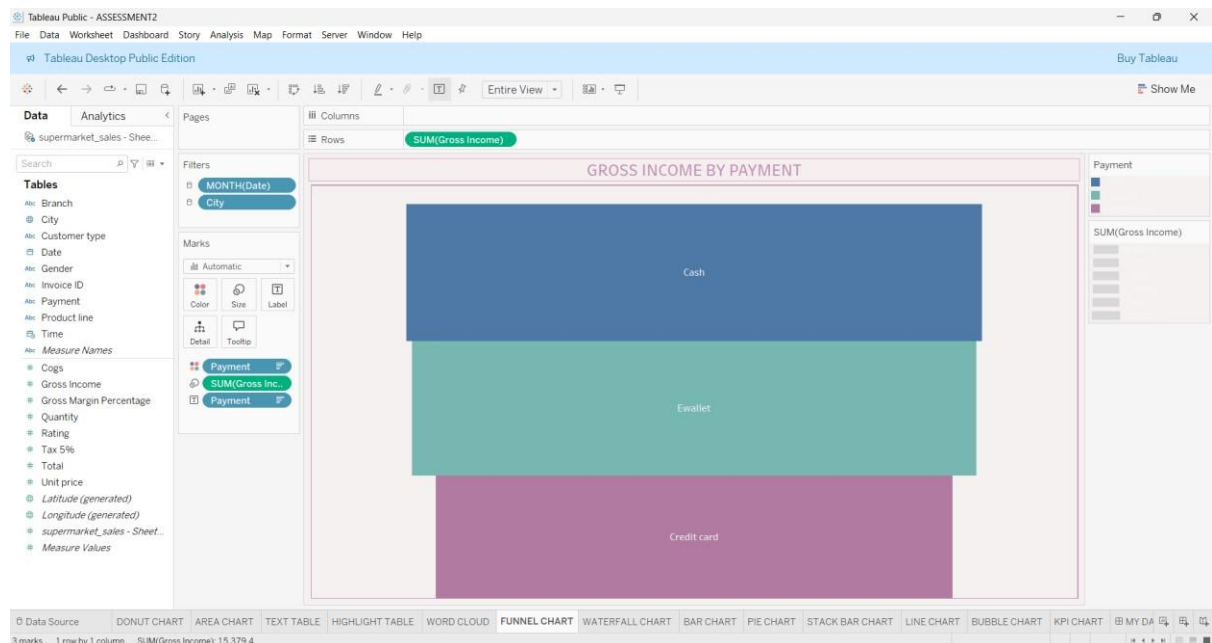 Tableau Public - ASSESSMENT2
File Data Worksheet Dashboard Story Analysis Map Format Server Window Help
Tableau Desktop Public Edition
Buy Tableau
Entire View
Show Me
Data Analytics
supermarket_sales - Shee...
Search
Tables
Abc Branch
City
Abc Customer type
Date
Abc Gender
Abc Invoice ID
Abc Payment
Abc Product line
Time
Abc Measure Names
# Cogs
# Gross Income
# Gross Margin Percentage
# Quantity
# Rating
# Tax 5%
# Total
# Unit price
Latitude (generated)
Longitude (generated)
# supermarket_sales - Sheet...
# Measure Values
Pages
Filters
MONTH(Date)
City
Marks
Automatic
Color Size Label
Detail Tooltip
Payment
SUM(Gross Inc..
Payment
Columns
Rows SUM(Gross Income)
GROSS INCOME BY PAYMENT
Cash
Ewallet
Credit card
Payment
SUM(Gross Income)
Data Source DONUT CHART AREA CHART TEXT TABLE HIGHLIGHT TABLE WORD CLOUD FUNNEL CHART WATERFALL CHART BAR CHART PIE CHART STACK BAR CHART LINE CHART BUBBLE CHART KPI CHART MY DA
3 marks 1 row by 1 column SUM(Gross Income): 15,379.4